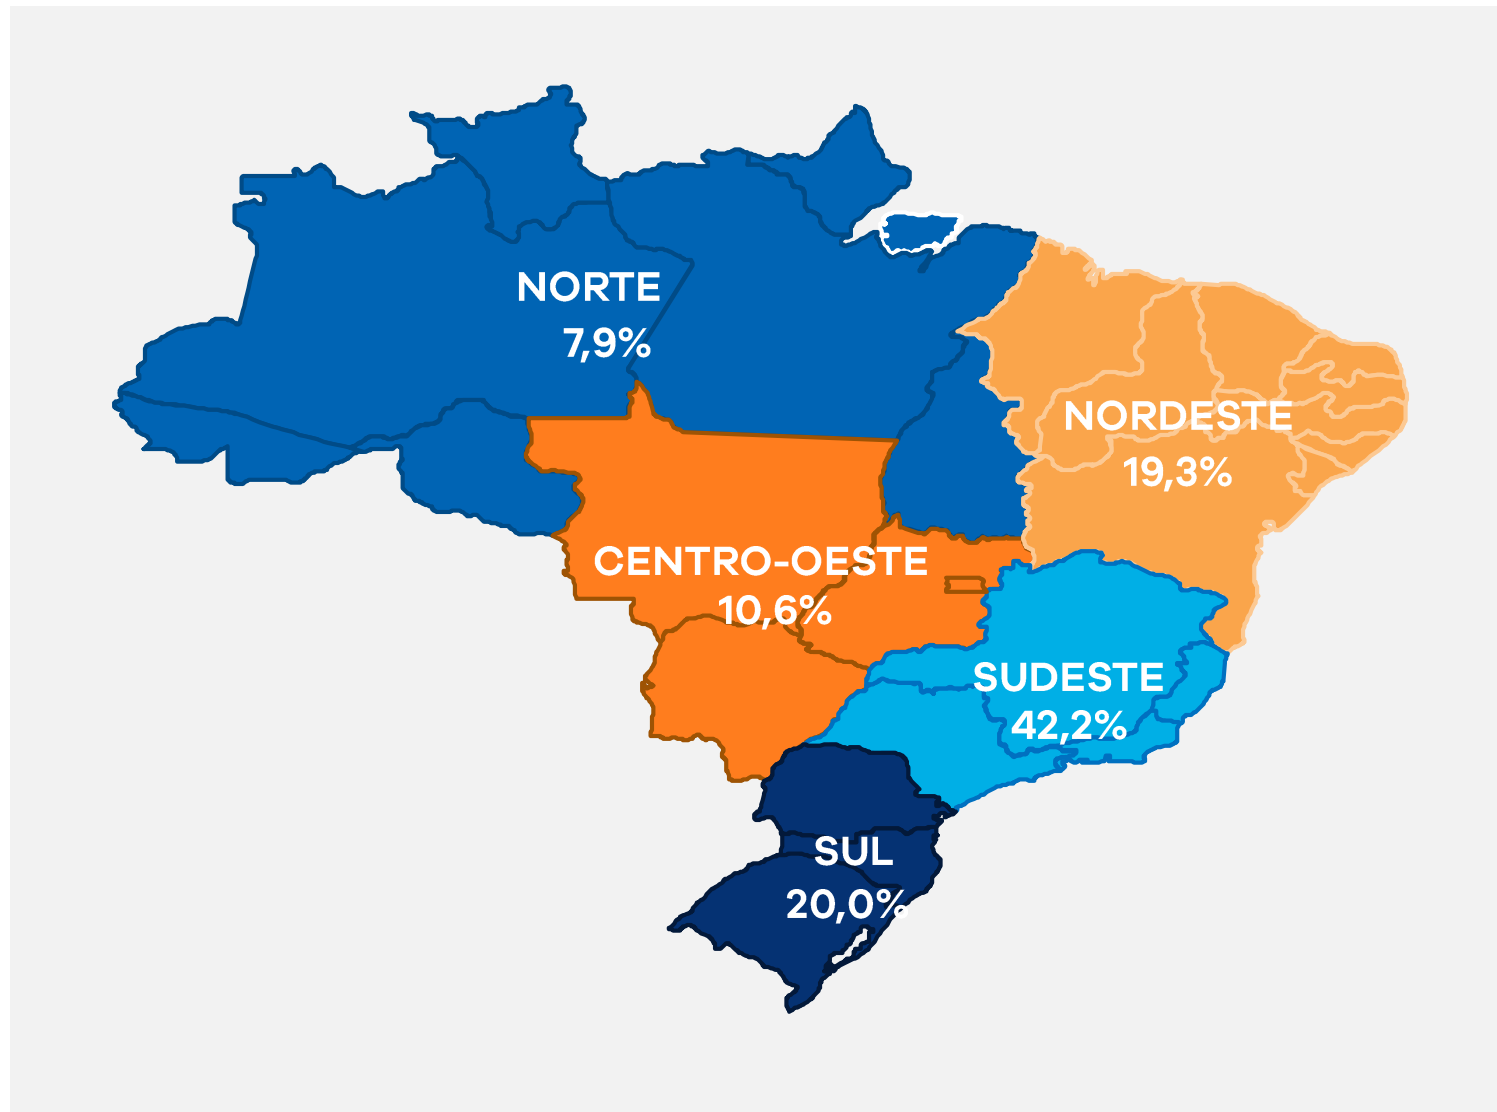 NORTE
7,9%
NORDESTE
19,3%
CENTRO-OESTE
10,6%
SUDESTE
42,2%
SUL
20,0%